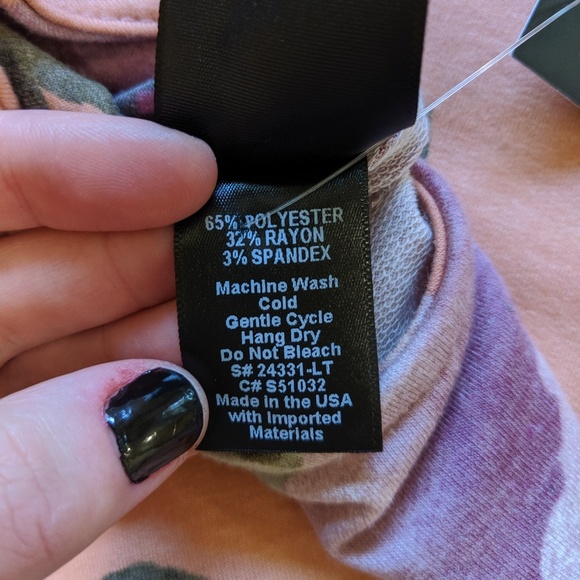 65% POLYESTER
32% RAYON
3% SPANDEX
Machine Wash
Cold
Gentle Cycle
Hang Dry
Do Not Bleach
S# 24331-LT
C# S51032
Made in the USA
with Imported
Materials